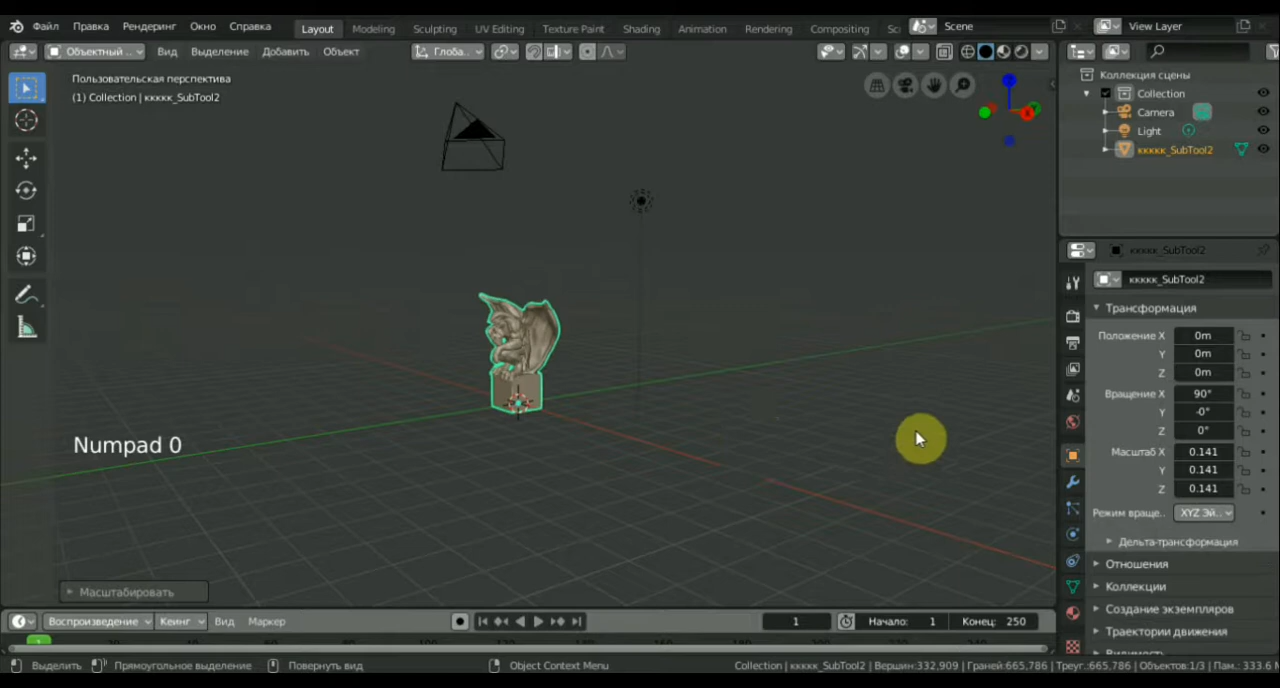 Файл Правка Рендеринг Окно Справка Layout Modeling Sculpting UV Editing Texture Paint Shading Animation Rendering Compositing Sc Scene View Layer
Объектный .. Вид Выделение Добавить Объект Глоба..
Пользовательская перспектива
(1) Collection | ккккк_SubTool2
Коллекция сцены
Collection
Camera
Light
ккккк_SubTool2
ккккк_SubTool2
ккккк_SubTool2
Трансформация
Положение X 0m
Y 0m
Z 0m
Вращение X 90°
Y -0°
Z 0°
Масштаб X 0.141
Y 0.141
Z 0.141
Режим враще.. XYZ Эй..
Дельта-трансформация
Отношения
Коллекции
Создание экземпляров
Траектории движения
Видимость
Numpad 0
Масштабировать
Воспроизведение Кеинг Вид Маркер 1 Начало: 1 Конец: 250
1
Выделить Прямоугольное выделение Повернуть вид Object Context Menu Collection | ккккк_SubTool2 | Вершин:332,909 | Граней:665,786 | Треуг.:665,786 | Объектов:1/3 | Пам.: 333.6 M